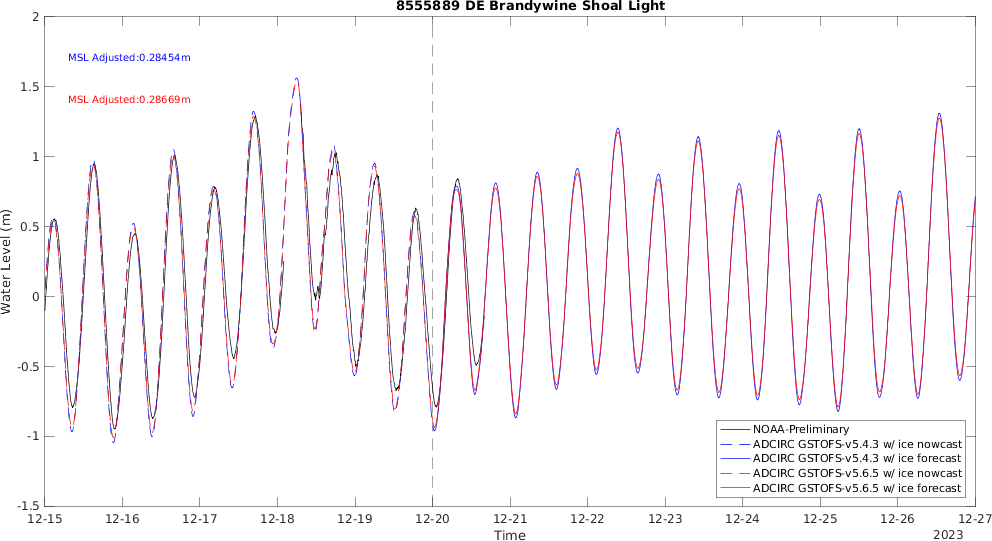 8555889 DE Brandywine Shoal Light
MSL Adjusted:0.28454m
MSL Adjusted:0.28669m
Water Level (m)
2
1.5
1
0.5
0
-0.5
-1
-1.5
NOAA-Preliminary
ADCIRC GSTOFS-v5.4.3 w/ ice nowcast
ADCIRC GSTOFS-v5.4.3 w/ ice forecast
ADCIRC GSTOFS-v5.6.5 w/ ice nowcast
ADCIRC GSTOFS-v5.6.5 w/ ice forecast
12-15 12-16 12-17 12-18 12-19 12-20 12-21 12-22 12-23 12-24 12-25 12-26 12-27
Time
2023